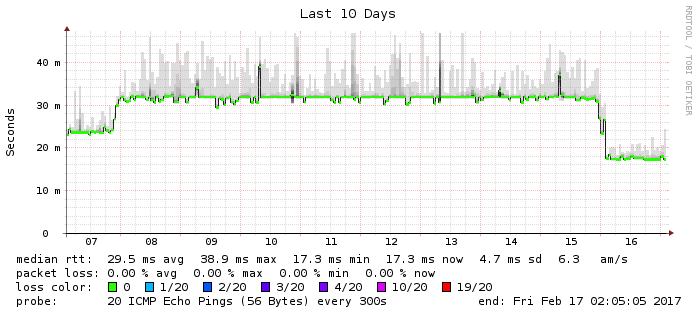 Last 10 Days
RRDTOOL / TOBI OETIKER
Seconds
40 m
30 m
20 m
10 m
0
07 08 09 10 11 12 13 14 15 16
median rtt: 29.5 ms avg 38.9 ms max 17.3 ms min 17.3 ms now 4.7 ms sd 6.3 am/s
packet loss: 0.00 % avg 0.00 % max 0.00 % min 0.00 % now
loss color: 0 1/20 2/20 3/20 4/20 10/20 19/20
probe: 20 ICMP Echo Pings (56 Bytes) every 300s end: Fri Feb 17 02:05:05 2017